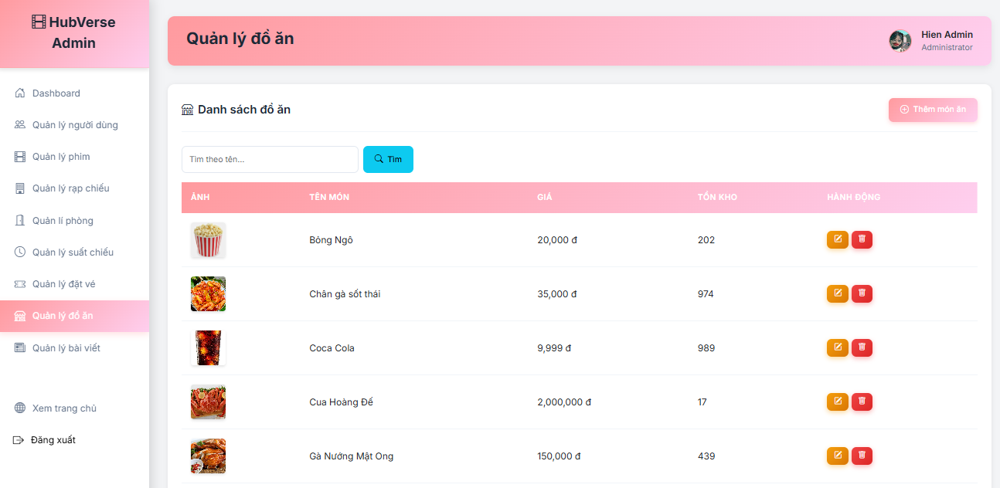 HubVerse
Admin
Dashboard
Quản lý người dùng
Quản lý phim
Quản lý rạp chiếu
Quản lí phòng
Quản lý suất chiếu
Quản lý đặt vé
Quản lý đồ ăn
Quản lý bài viết
Xem trang chủ
Đăng xuất
Quản lý đồ ăn
Hien Admin
Administrator
Danh sách đồ ăn
Thêm món ăn
Tìm theo tên...
Tìm
ẢNH TÊN MÓN GIÁ TỒN KHO HÀNH ĐỘNG
Bỏng Ngô 20,000 đ 202
Chân gà sốt thái 35,000 đ 974
Coca Cola 9,999 đ 989
Cua Hoàng Đế 2,000,000 đ 17
Gà Nướng Mật Ong 150,000 đ 439